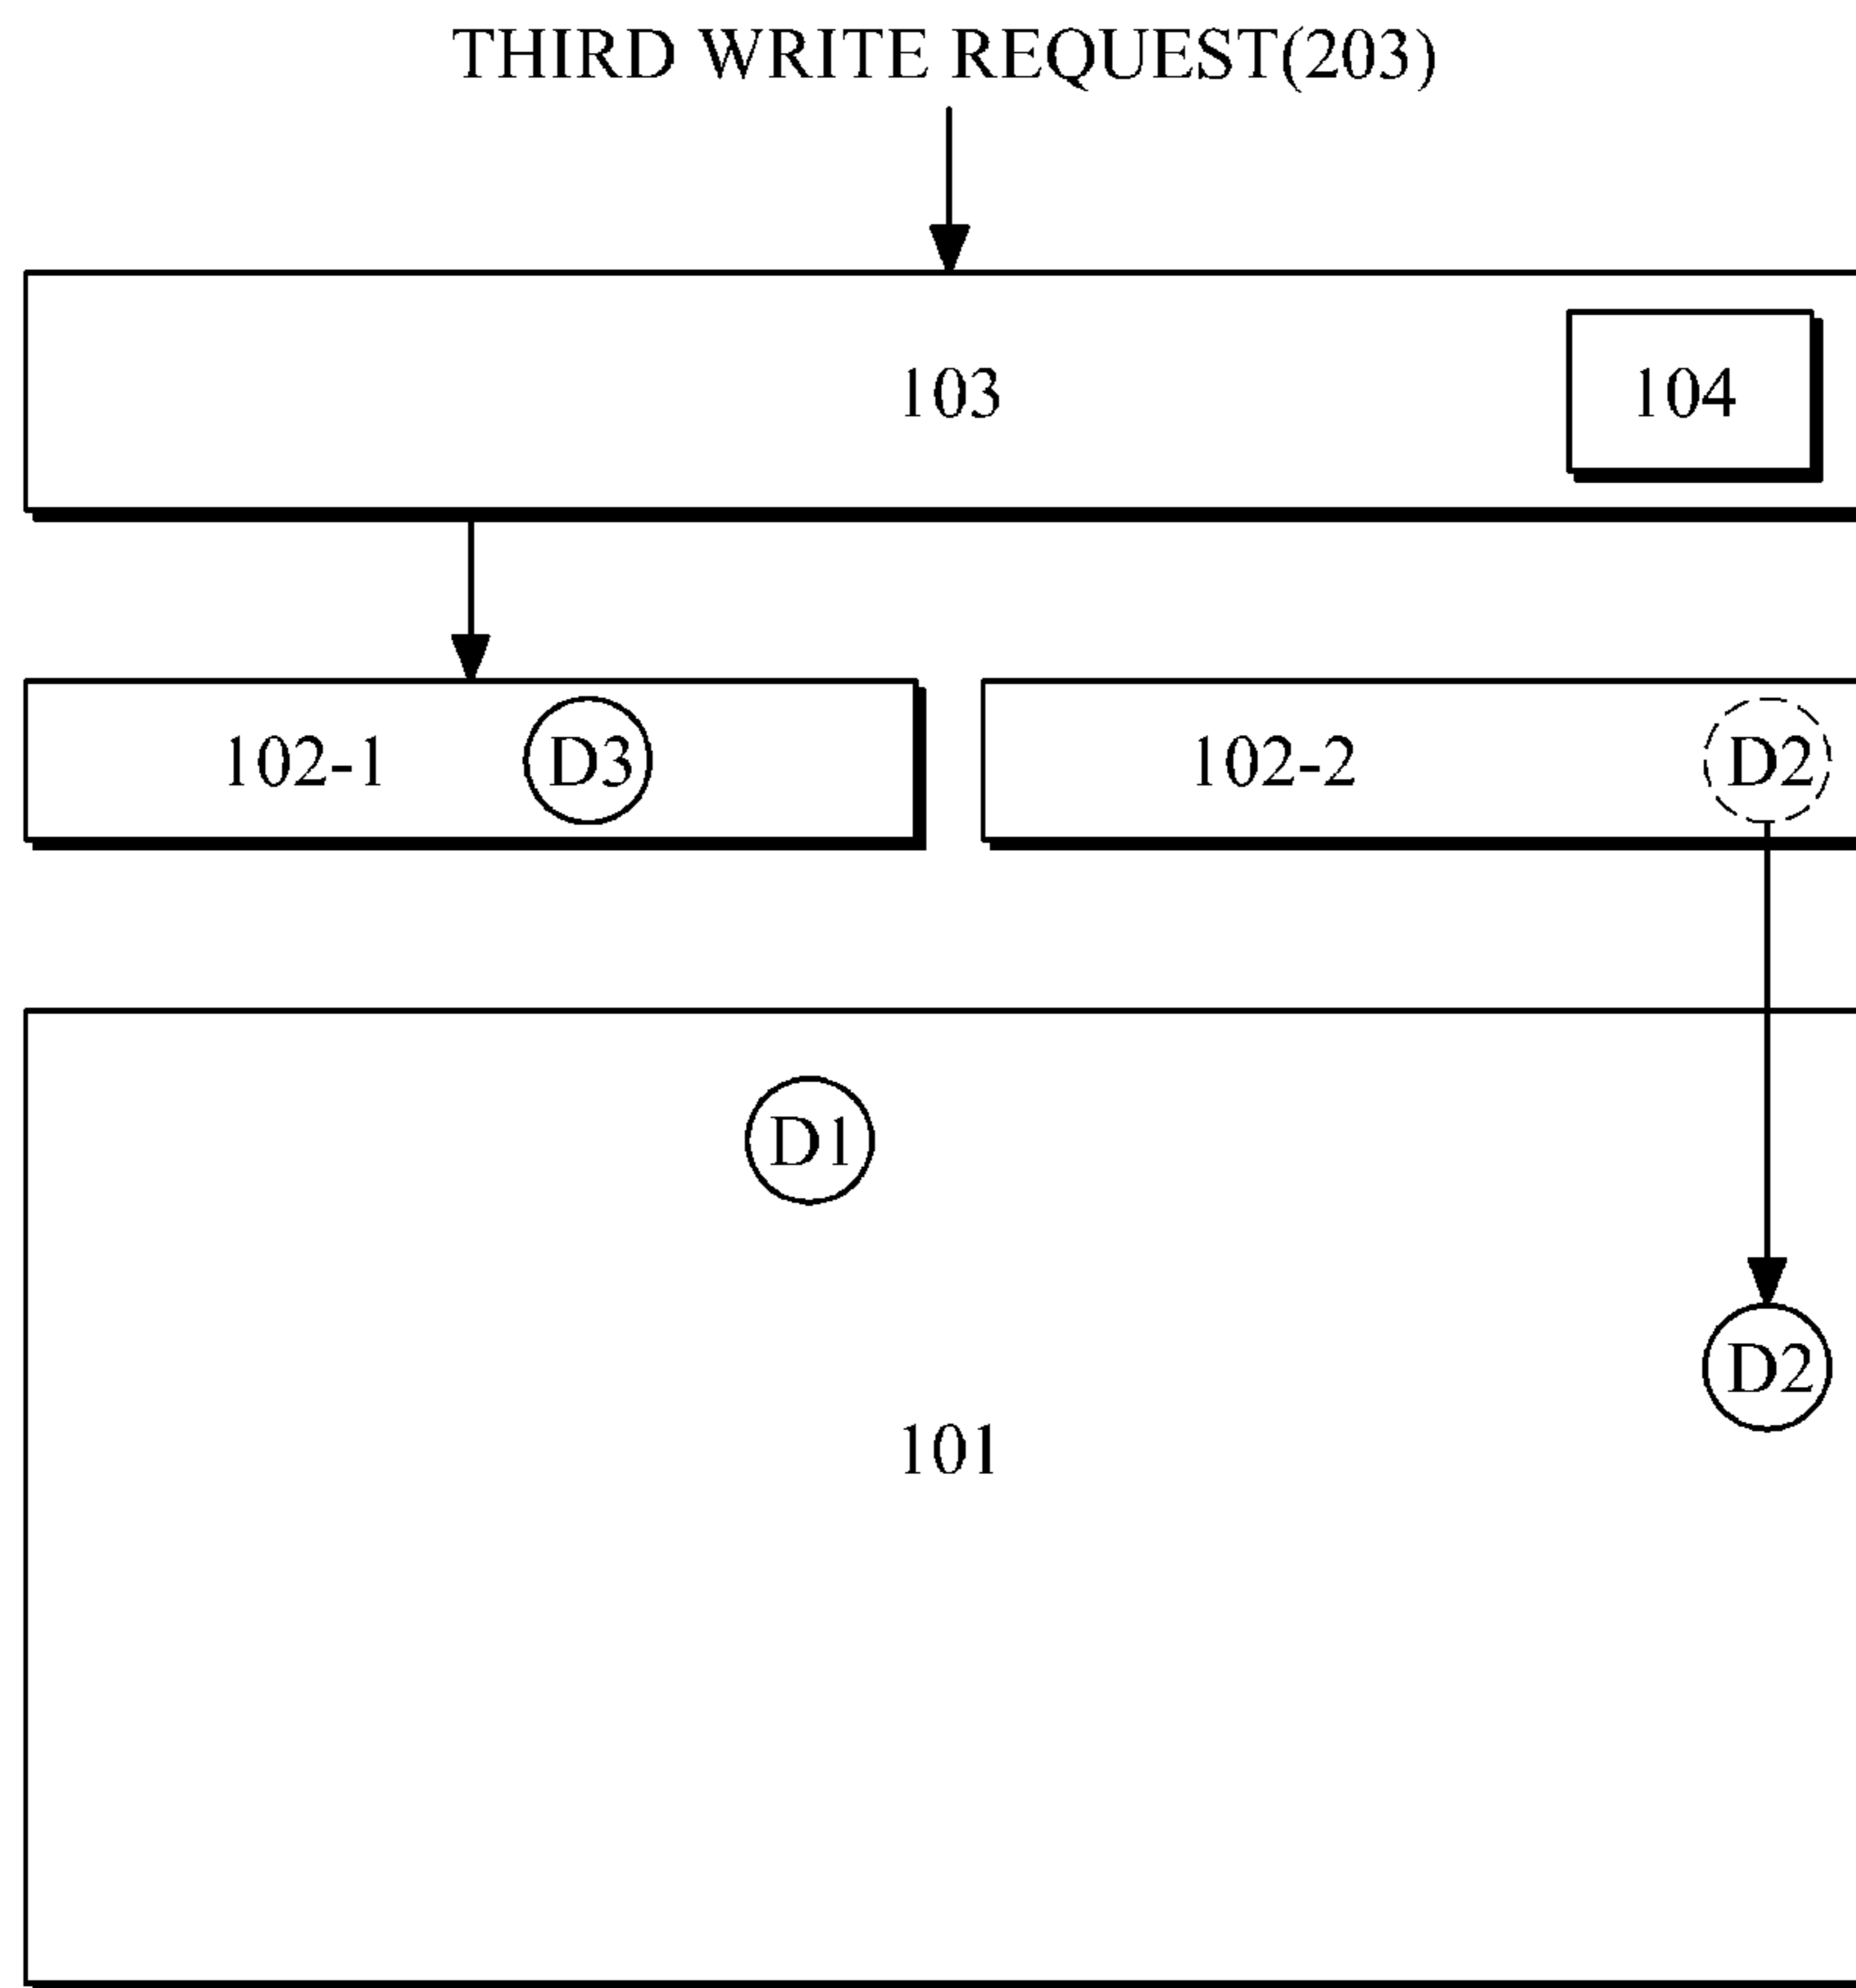 THIRD WRITE REQUEST(203)
103
104
102-1
D3
102-2
D2
D1
D2
101